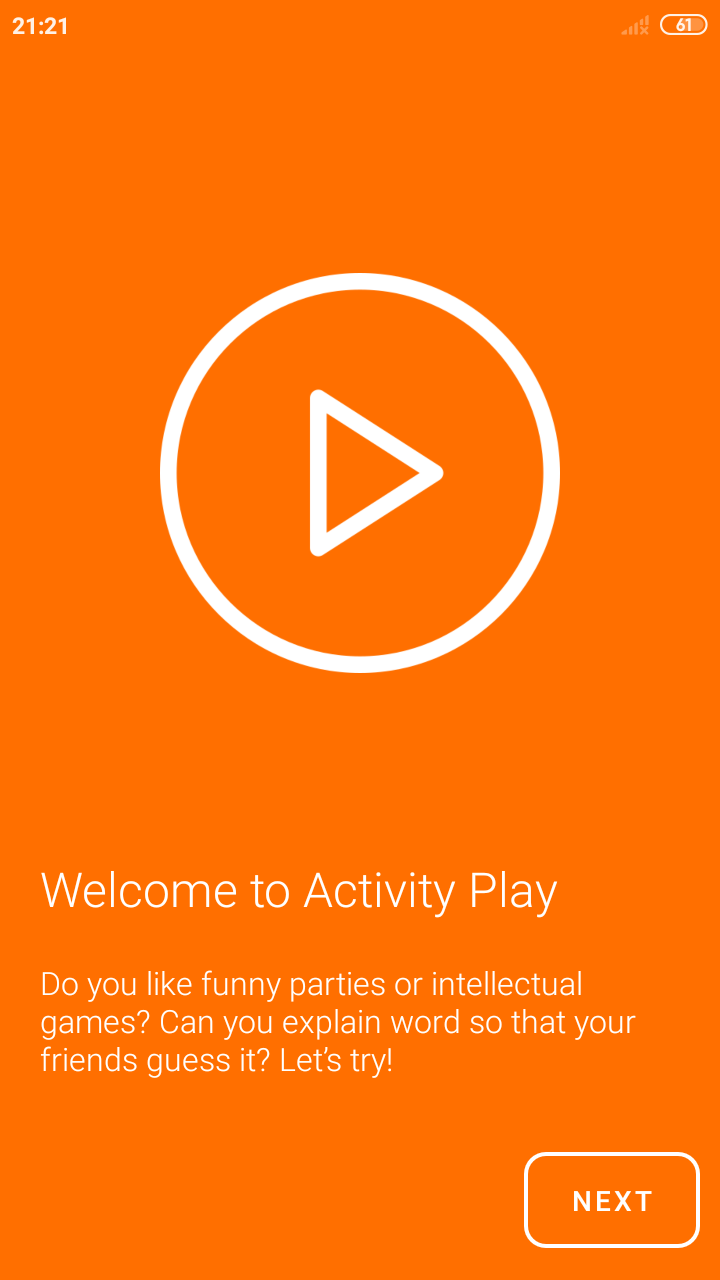 21:21
61
Welcome to Activity Play
Do you like funny parties or intellectual
games? Can you explain word so that your
friends guess it? Let’s try!
NEXT